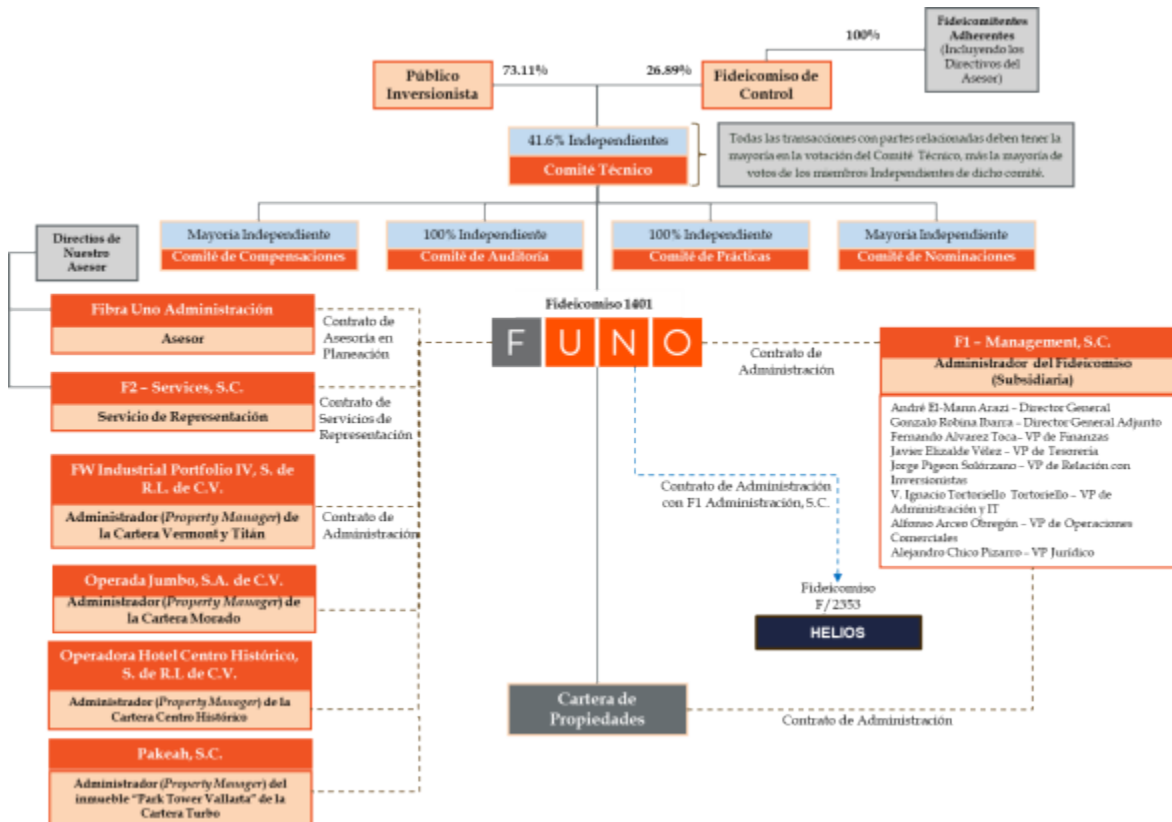 Fideicomitentes
Adherentes
(Incluyendo los
Directivos del
Asesor)
100%
Público
Inversionista
73.11%
26.89%
Fideicomiso de
Control
41.6% Independientes
Comité Técnico
Todas las transacciones con partes relacionadas deben tener la
mayoría en la votación del Comité Técnico, más la mayoría de
votos de los miembros Independientes de dicho comité.
Mayoría Independiente
Comité de Compensaciones
100% Independiente
Comité de Auditoría
100% Independiente
Comité de Prácticas
Mayoría Independiente
Comité de Nominaciones
Directios de
Nuestro
Asesor
Fibra Uno Administración
Asesor
Contrato de
Asesoría en
Planeación
F2 – Services, S.C.
Servicio de Representación
Contrato de
Servicios de
Representación
FW Industrial Portfolio IV, S. de
R.L. de C.V.
Administrador (Property Manager) de
la Cartera Vermont y Titán
Contrato de
Administración
Operada Jumbo, S.A. de C.V.
Administrador (Property Manager) de
la Cartera Morado
Operadora Hotel Centro Histórico,
S. de R.L de C.V.
Administrador (Property Manager) de la
Cartera Centro Histórico
Pakeah, S.C.
Administrador (Property Manager) del
inmueble "Park Tower Vallarta" de la
Cartera Turbo
Fideicomiso 1401
FUNO
Contrato de
Administración
F1 – Management, S.C.
Administrador del Fideicomiso
(Subsidiaria)
André El-Mann Arazi – Director General
Gonzalo Robina Ibarra – Director General Adjunto
Fernando Alvarez Toca– VP de Finanzas
Javier Elizalde Vélez – VP de Tesorería
Jorge Pigeon Solórzano – VP de Relación con
Inversionistas
V. Ignacio Tortoriello Tortoriello – VP de
Administración y IT
Alfonso Arceo Obregón – VP de Operaciones
Comerciales
Alejandro Chico Pizarro – VP Jurídico
Contrato de Administración
con F1 Administración, S.C.
Fideicomiso
F/2353
HELIOS
Cartera de
Propiedades
Contrato de Administración